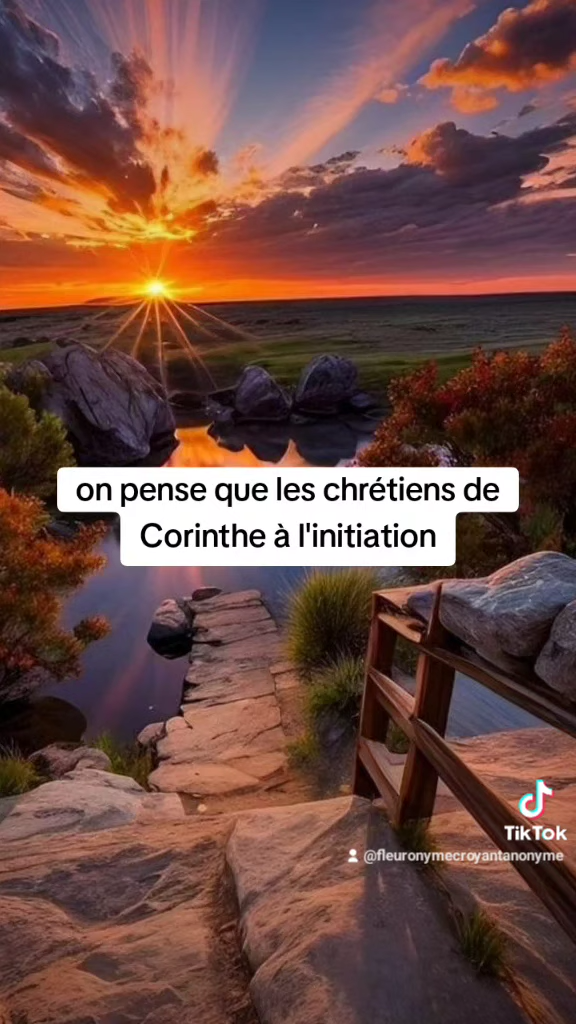 on pense que les chrétiens de
Corinthe à l'initiation
TikTok
@fleuronymecroyantanonyme